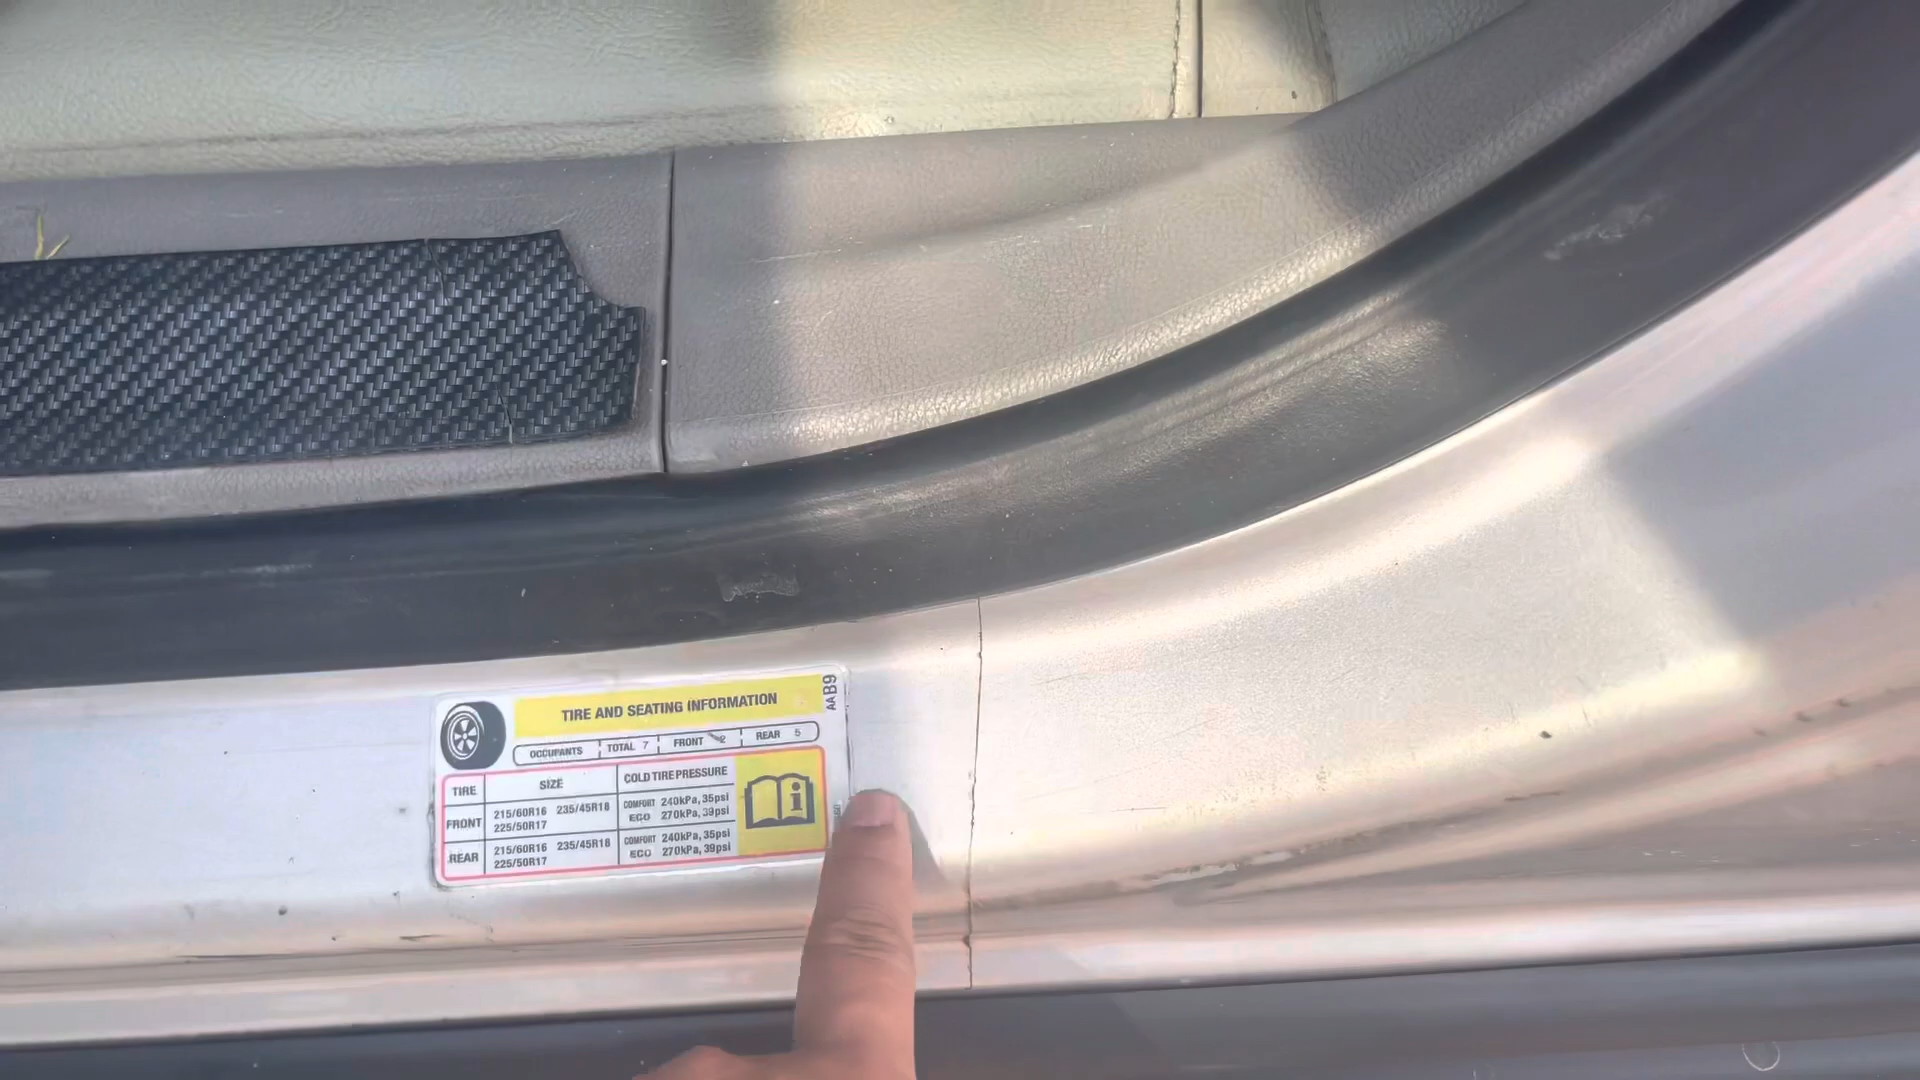 TIRE AND SEATING INFORMATION
AAB9
OCCUPANTS TOTAL 7 FRONT 2 REAR 5
TIRE SIZE COLD TIRE PRESSURE
FRONT 215/60R16 235/45R18 COMFORT 240kPa, 35psi
225/50R17 ECO 270kPa, 39psi
REAR 215/60R16 235/45R18 COMFORT 240kPa, 35psi
225/50R17 ECO 270kPa, 39psi
i